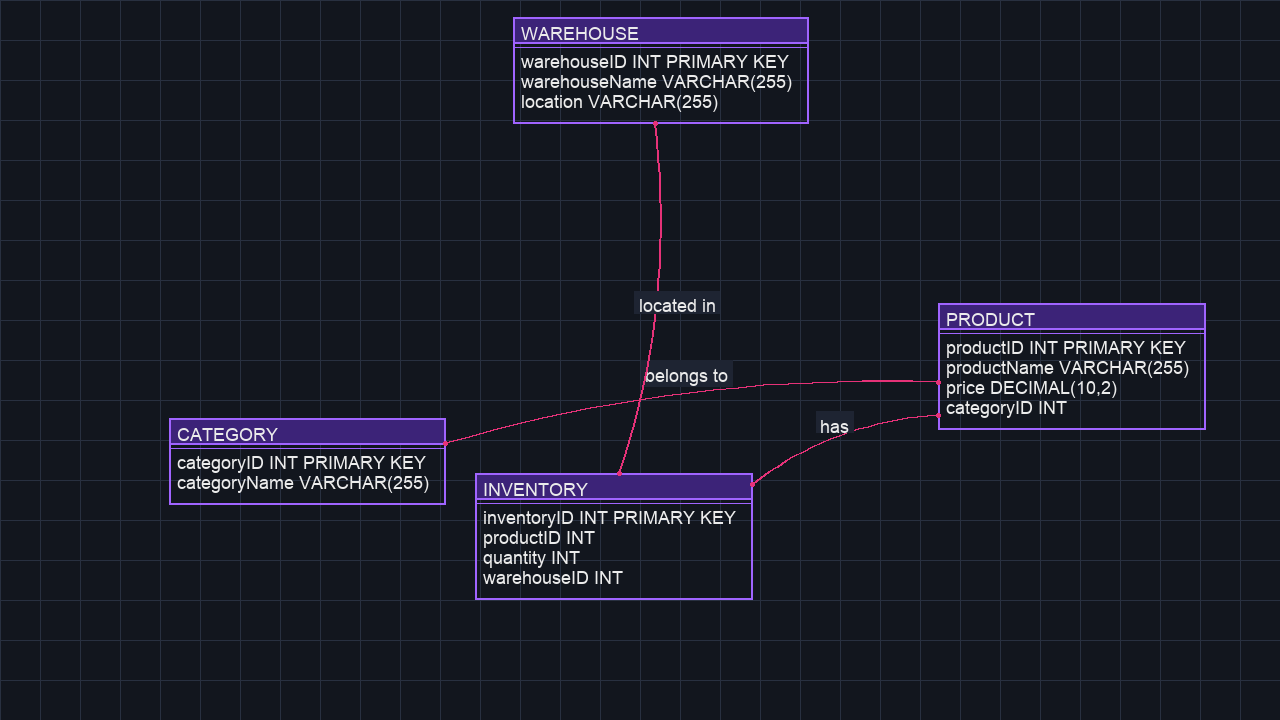 WAREHOUSE
warehouseID INT PRIMARY KEY
warehouseName VARCHAR(255)
location VARCHAR(255)
located in
belongs to
has
PRODUCT
productID INT PRIMARY KEY
productName VARCHAR(255)
price DECIMAL(10,2)
categoryID INT
CATEGORY
categoryID INT PRIMARY KEY
categoryName VARCHAR(255)
INVENTORY
inventoryID INT PRIMARY KEY
productID INT
quantity INT
warehouseID INT